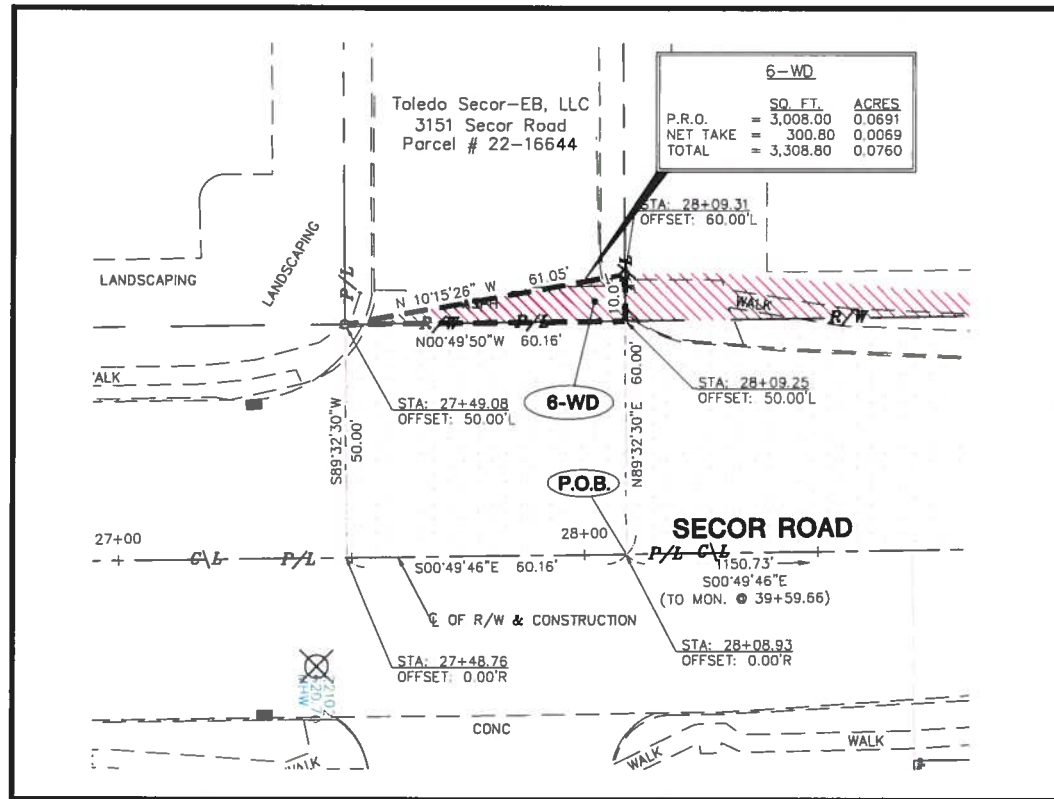 6-WD
SQ. FT. ACRES
P.R.O. = 3,008.00 0.0691
NET TAKE = 300.80 0.0069
TOTAL = 3,308.80 0.0760
Toledo Secor-EB, LLC
3151 Secor Road
Parcel # 22-16644
STA: 28+09.31
OFFSET: 60.00'L
LANDSCAPING
LANDSCAPING
P/L
N 10°15'26" W 61.05'
10.0
P/L
WALK
R/W
R/W
P/L
N00°49'50"W 60.16'
ALK
STA: 27+49.08
OFFSET: 50.00'L
6-WD
STA: 28+09.25
OFFSET: 50.00'L
S89°32'30"W
50.00'
N89°32'30"E 60.00'
P.O.B.
SECOR ROAD
27+00
28+00
C\L
P/L
P/L
C\L
S00°49'46"E 60.16'
1150.73'
S00°49'46"E
(TO MON. @ 39+59.66)
℄ OF R/W & CONSTRUCTION
STA: 27+48.76
OFFSET: 0.00'R
STA: 28+08.93
OFFSET: 0.00'R
MHW
CONC
WALK
WALK
WALK